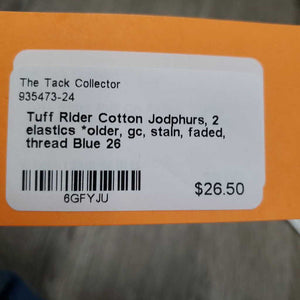 The Tack Collector
935473-24
Tuff Rider Cotton Jodphurs, 2
elastics *older, gc, stain, faded,
thread Blue 26
6GFYJU
$26.50